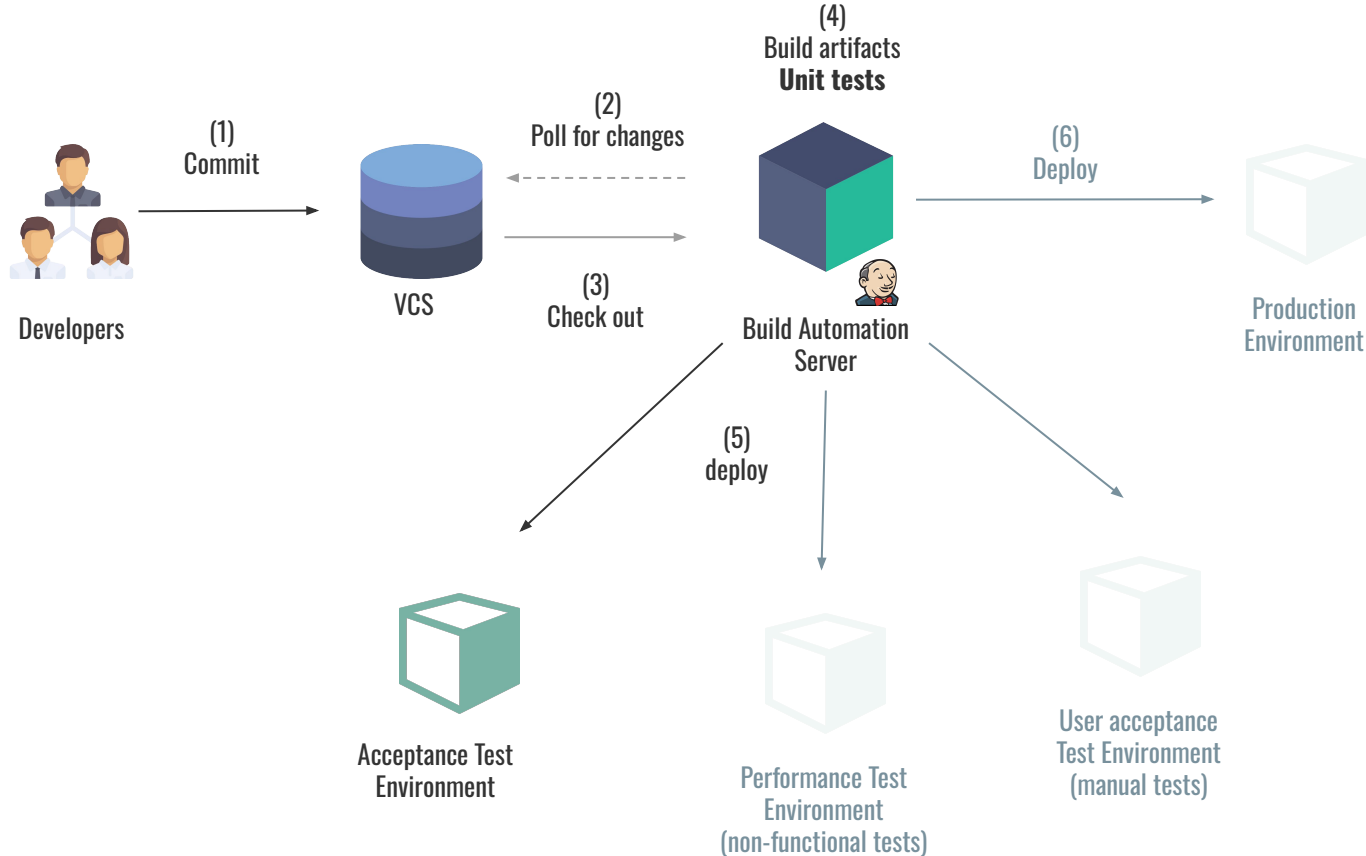 (1)
Commit
Developers
VCS
(2)
Poll for changes
(3)
Check out
(4)
Build artifacts
Unit tests
Build Automation
Server
(6)
Deploy
Production
Environment
(5)
deploy
Acceptance Test
Environment
Performance Test
Environment
(non-functional tests)
User acceptance
Test Environment
(manual tests)